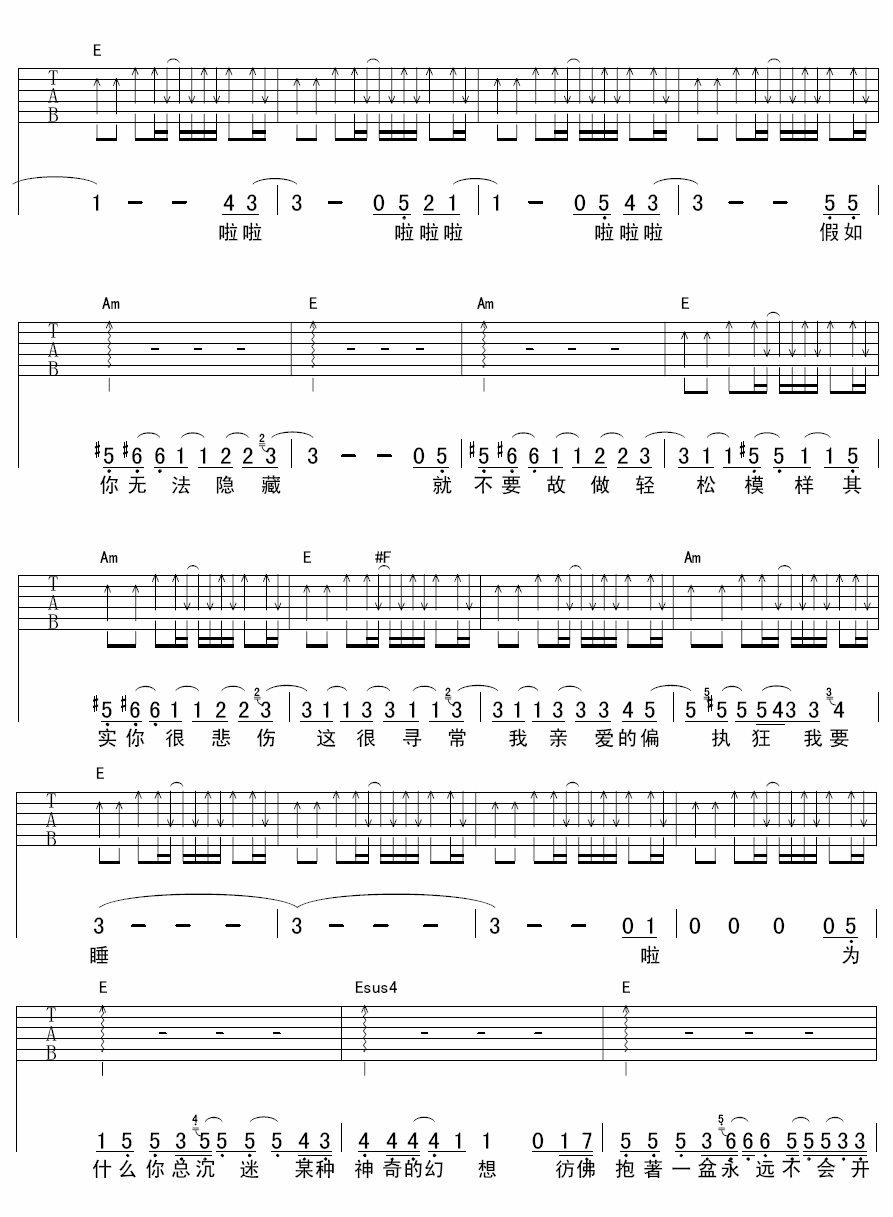 E
T
A
B
1 - - 4 3 3 - 0 5 2 1 1 - 0 5 4 3 3 - - 5 5
啦啦 啦啦啦 啦啦啦 假如
Am E Am E
T
A
B
#5 #6 6 1 1 2 2 2 3 3 - - 0 5 #5 #6 6 1 1 2 2 3 3 1 1 #5 5 1 1 5
你无法隐藏 就不要故做轻松模样其
Am E #F Am
T
A
B
#5 #6 6 1 1 2 2 2 3 3 1 1 3 3 1 1 2 3 3 1 1 3 3 3 4 5 5 5 #5 5 5 4 3 3 3 4
实你很悲伤 这很寻常 我亲爱的偏执狂我要
E
T
A
B
3 - - - 3 - - - 3 - - 0 1 0 0 0 0 5
睡 啦 为
E Esus4 E
T
A
B
1 5 5 3 4 5 5 5 5 4 3 4 4 4 4 1 1 0 1 7 5 5 5 3 5 6 6 6 5 5 5 3 3
什么你总沉迷某种神奇的幻想 彷佛抱著一盆永远不会开